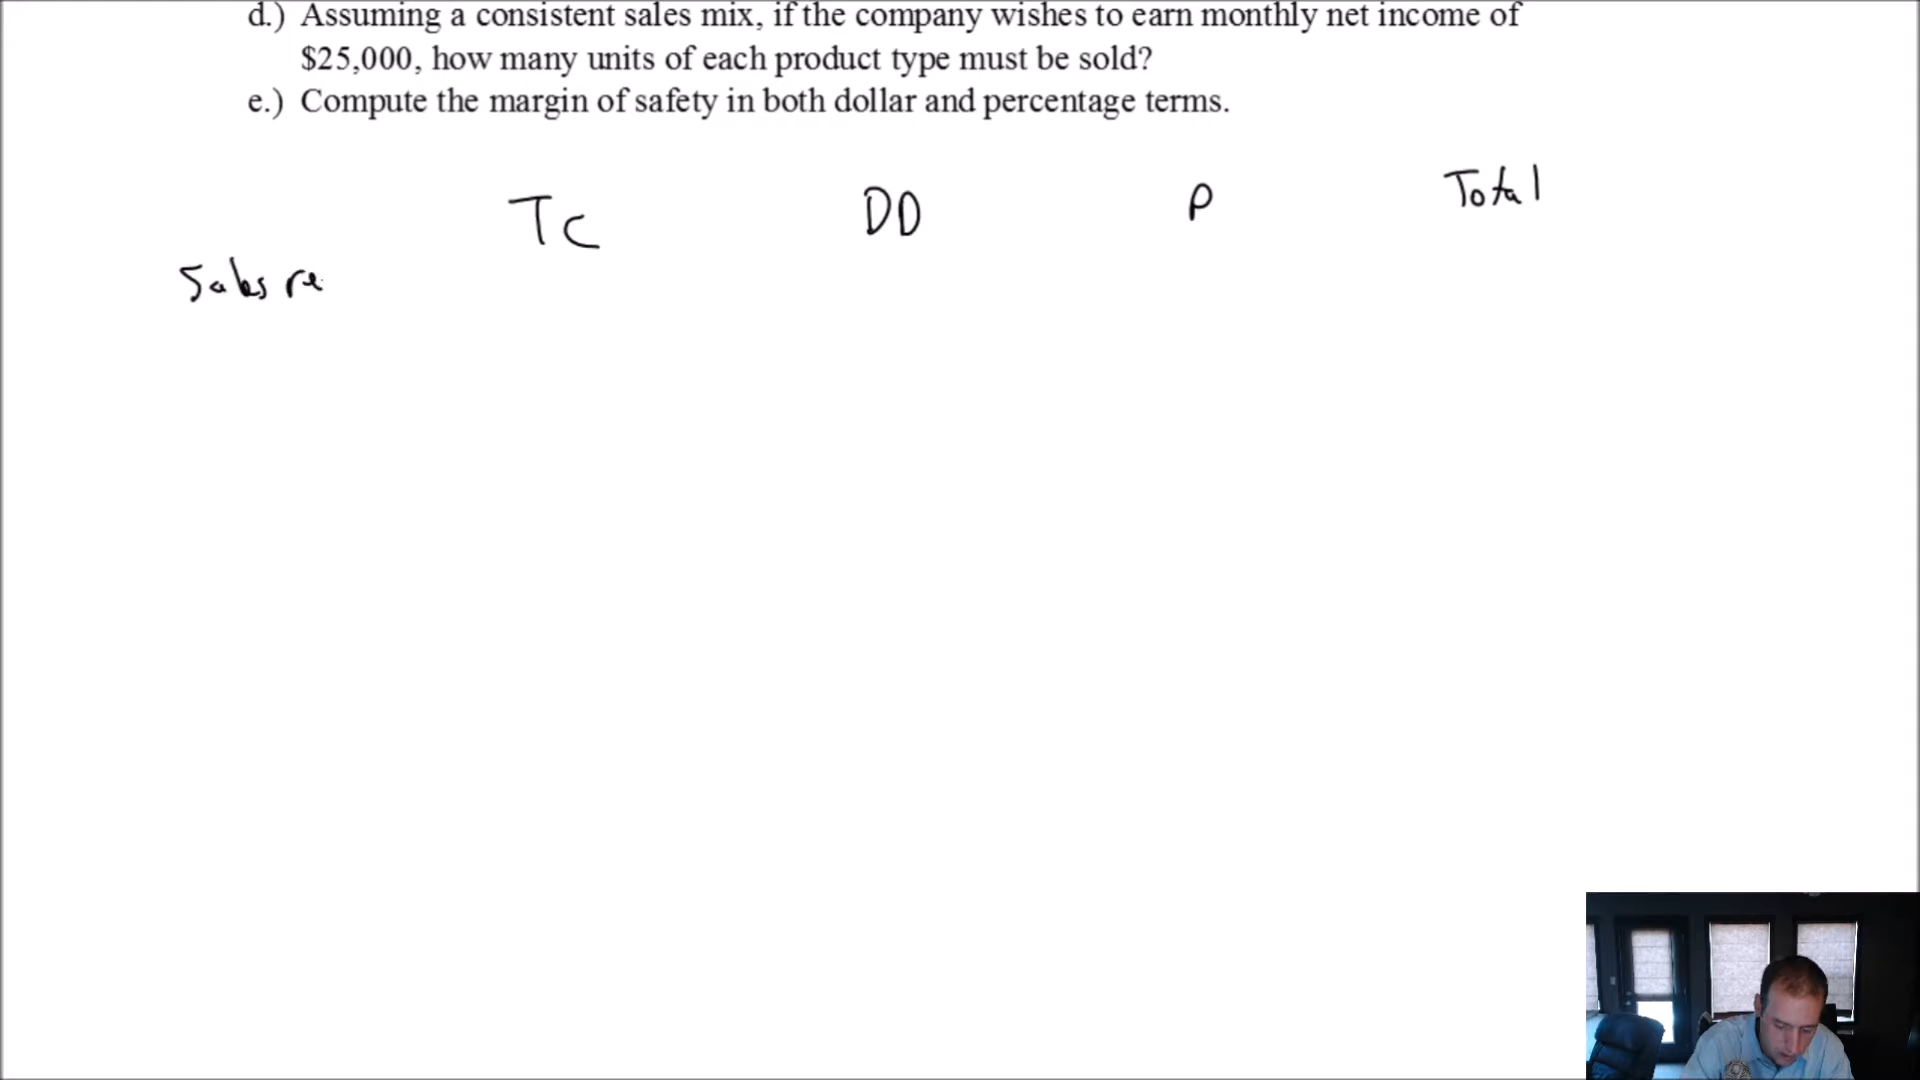 d.) Assuming a consistent sales mix, if the company wishes to earn monthly net income of
$25,000, how many units of each product type must be sold?
e.) Compute the margin of safety in both dollar and percentage terms.
TC DD P Total
Sales re